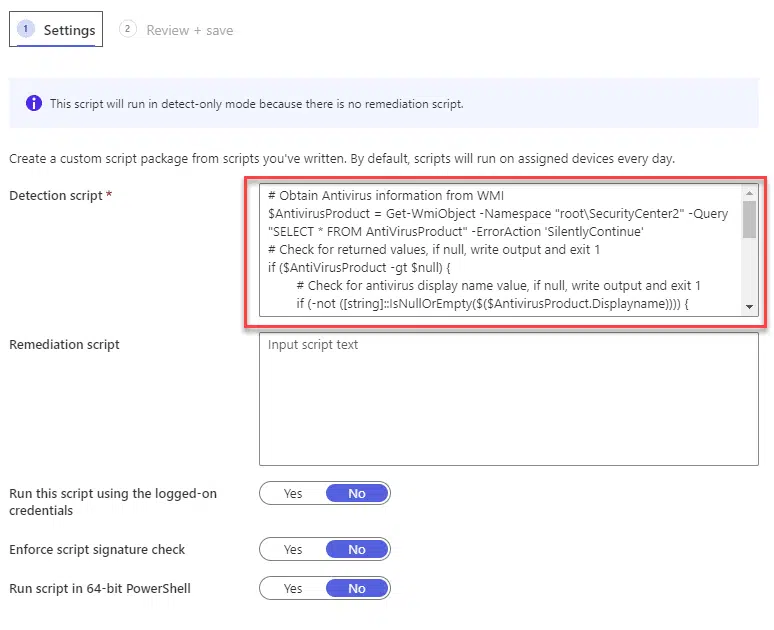 1 Settings 2 Review + save
This script will run in detect-only mode because there is no remediation script.
Create a custom script package from scripts you've written. By default, scripts will run on assigned devices every day.
Detection script *
# Obtain Antivirus information from WMI
$AntivirusProduct = Get-WmiObject -Namespace "root\SecurityCenter2" -Query
"SELECT * FROM AntiVirusProduct" -ErrorAction 'SilentlyContinue'
# Check for returned values, if null, write output and exit 1
if ($AntiVirusProduct -gt $null) {
# Check for antivirus display name value, if null, write output and exit 1
if (-not ([string]::IsNullOrEmpty($($AntivirusProduct.Displayname)))) {
Remediation script
Input script text
Run this script using the logged-on
credentials
Yes No
Enforce script signature check
Yes No
Run script in 64-bit PowerShell
Yes No